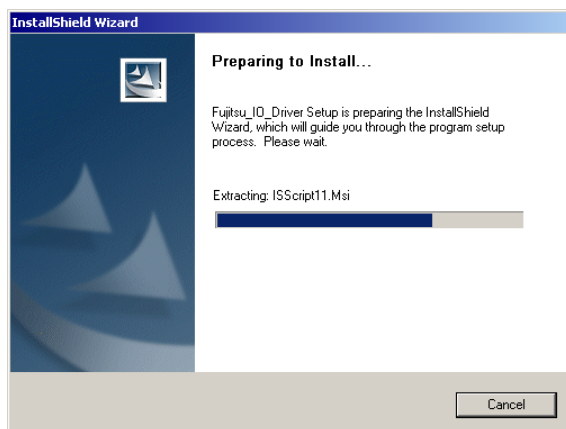 InstallShield Wizard
Preparing to Install...
Fujitsu_IO_Driver Setup is preparing the InstallShield
Wizard, which will guide you through the program setup
process. Please wait.
Extracting: ISScript11.Msi
Cancel